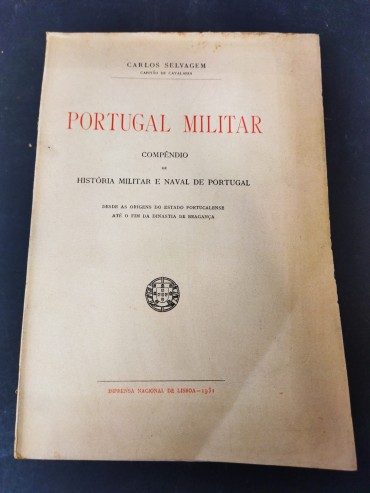 CARLOS SELVAGEM
CAPITÃO DE CAVALARIA
PORTUGAL MILITAR
COMPÊNDIO
DE
HISTÓRIA MILITAR E NAVAL DE PORTUGAL
DESDE AS ORIGENS DO ESTADO PORTUCALENSE
ATÉ O FIM DA DINASTIA DE BRAGANÇA
IMPRENSA NACIONAL DE LISBOA—1931